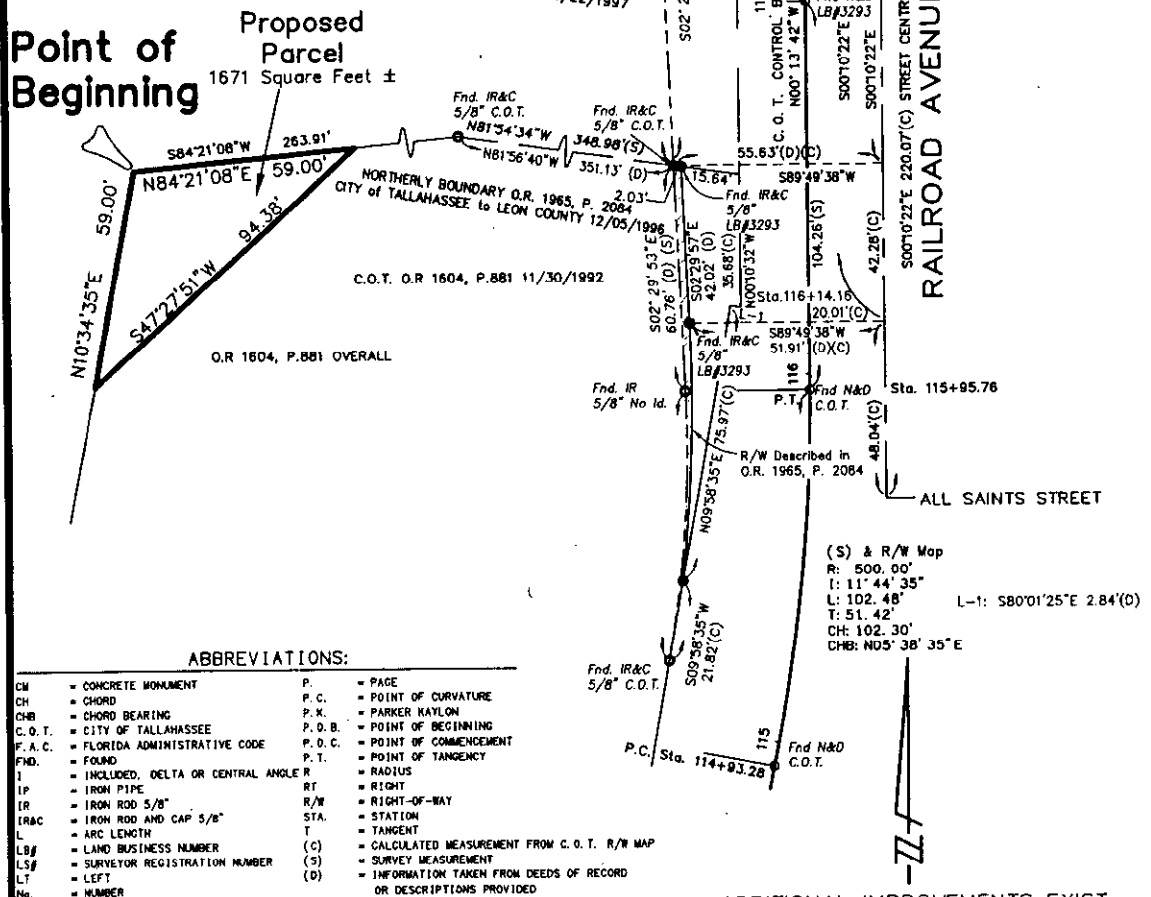 Point of
Beginning
Proposed
Parcel
1671 Square Feet ±
S84°21'08"W 263.91'
N84°21'08"E 59.00'
59.00'
N10°34'35"E
94.38'
S47°27'51"W
Fnd. IR&C
5/8" C.O.T.
N81°54'34"W 348.98'(S)
N81°56'40"W 351.13' (D)
Fnd. IR&C
5/8" C.O.T.
NORTHERLY BOUNDARY O.R. 1965, P. 2084
CITY of TALLAHASSEE to LEON COUNTY 12/05/1996
C.O.T. O.R 1604, P.881 11/30/1992
O.R 1604, P.881 OVERALL
2.03'
15.64'
55.63'(D)(C)
S89°49'38"W
Fnd. IR&C
5/8"
LB#3293
S02° 29' 53"E
60.76' (D) (S)
S02°29'57"E
42.02' (D)
35.68'(C)
N00°10'32"W
L-1
Sta.116+14.16
20.01'(C)
S89°49'38"W
51.91' (D)(C)
104.26'(S)
42.28'(C)
LB#3293
C.O.T. CONTROL B
N00° 13' 42" W
S00°10'22"E
S00°10'22"E
S00°10'22"E 220.07'(C) STREET CENTR
RAILROAD AVENU
Fnd. IR&C
5/8"
LB#3293
Fnd. IR
5/8" No Id.
116
P.T.
Fnd N&D
C.O.T.
Sta. 115+95.76
48.04'(C)
N09°58'35"E 75.97'(C)
R/W Described in
O.R. 1965, P. 2084
ALL SAINTS STREET
(S) & R/W Map
R: 500.00'
I: 11° 44' 35"
L: 102.48'
T: 51.42'
CH: 102.30'
CHB: N05° 38' 35" E
L-1: S80°01'25"E 2.84'(D)
S09°58'35"W
21.82'(C)
Fnd. IR&C
5/8" C.O.T.
P.C. Sta. 114+93.28
115
Fnd N&D
C.O.T.
N
ABBREVIATIONS:
CM = CONCRETE MONUMENT
CH = CHORD
CHB = CHORD BEARING
C.O.T. = CITY OF TALLAHASSEE
F.A.C. = FLORIDA ADMINISTRATIVE CODE
FND. = FOUND
I = INCLUDED, DELTA OR CENTRAL ANGLE
IP = IRON PIPE
IR = IRON ROD 5/8"
IR&C = IRON ROD AND CAP 5/8"
L = ARC LENGTH
LB# = LAND BUSINESS NUMBER
LS# = SURVEYOR REGISTRATION NUMBER
LT = LEFT
No. = NUMBER
P. = PAGE
P.C. = POINT OF CURVATURE
P.K. = PARKER KAYLON
P.O.B. = POINT OF BEGINNING
P.O.C. = POINT OF COMMENCEMENT
P.T. = POINT OF TANGENCY
R = RADIUS
RT = RIGHT
R/W = RIGHT-OF-WAY
STA. = STATION
T = TANGENT
(C) = CALCULATED MEASUREMENT FROM C.O.T. R/W MAP
(S) = SURVEY MEASUREMENT
(D) = INFORMATION TAKEN FROM DEEDS OF RECORD
OR DESCRIPTIONS PROVIDED